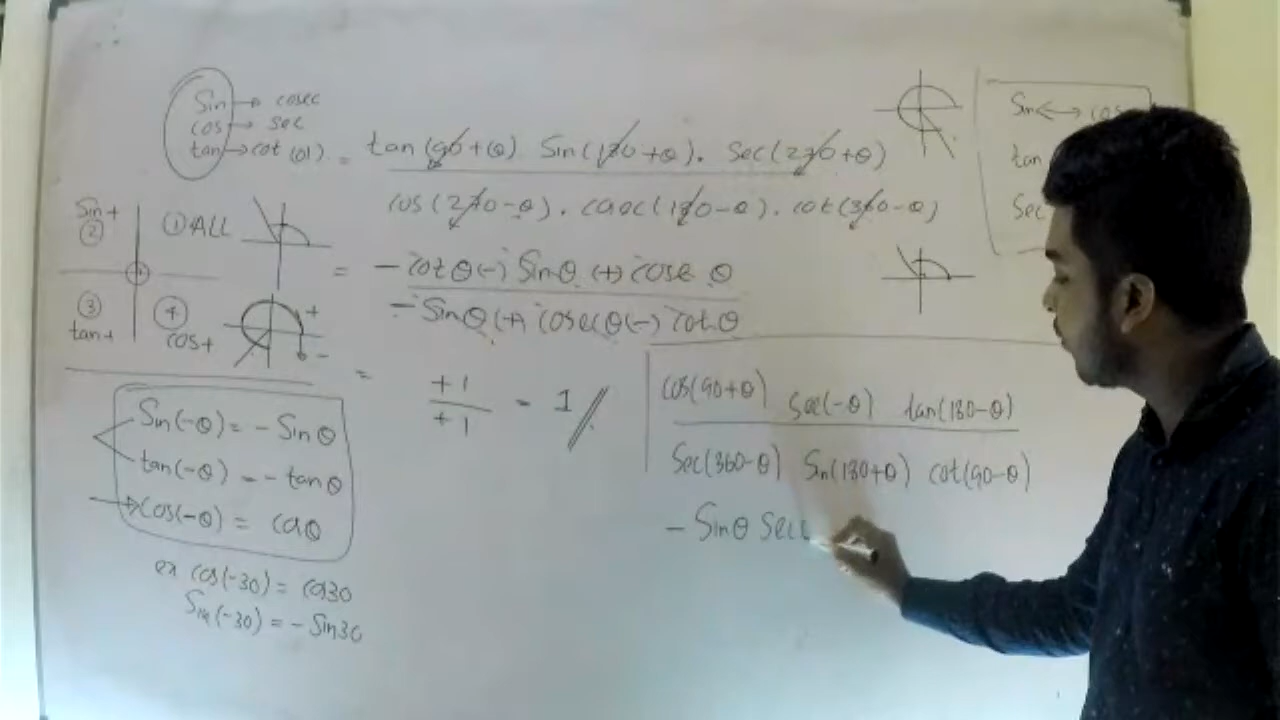 Sin → cosec
cos → sec
tan → cot (01). = tan(90+θ) Sin(180+θ). Sec(270+θ)
cos(270-θ). cosec(180-θ). cot(360-θ)
Sin+
②
① ALL
③
tan+
④
cos+
+
-
= - cotθ (-) Sinθ (+) cosec θ
- Sinθ (+) cosecθ (-) cotθ
= +1
+1
= 1 //
Sin(-θ) = - Sinθ
tan(-θ) = - tanθ
→ cos(-θ) = cosθ
ex cos(-30) = cos30
Sin(-30) = - Sin30
Sin ↔ cos
tan
Sec
cos(90+θ) sec(-θ) tan(180-θ)
Sec(360-θ) Sin(180+θ) cot(90-θ)
- Sinθ Sec